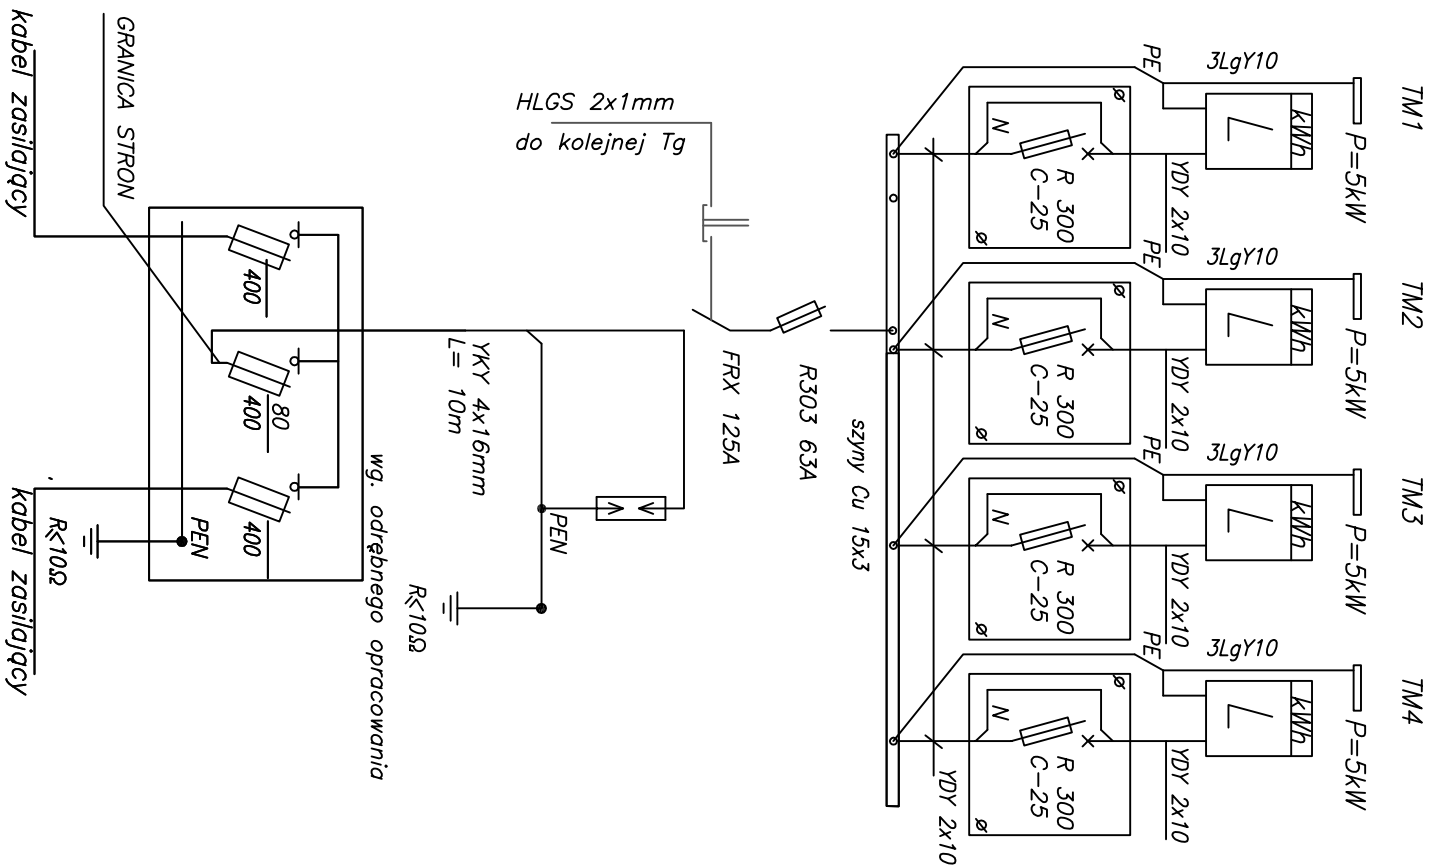 TM1
TM2
TM3
TM4
P=5kW
P=5kW
P=5kW
P=5kW
3LgY10
3LgY10
3LgY10
3LgY10
kWh
kWh
kWh
kWh
PE
PE
PE
PE
YDY 2x10
YDY 2x10
YDY 2x10
YDY 2x10
N
N
N
N
R 300
C-25
R 300
C-25
R 300
C-25
R 300
C-25
YDY 2x10
szyny Cu 15x3
R303 63A
FRX 125A
HLGS 2x1mm
do kolejnej Tg
YKY 4x16mm
L= 10m
PEN
R≤10Ω
wg. odrębnego opracowania
400
80
400
400
PEN
R≤10Ω
GRANICA STRON
kabel zasilający
kabel zasilający